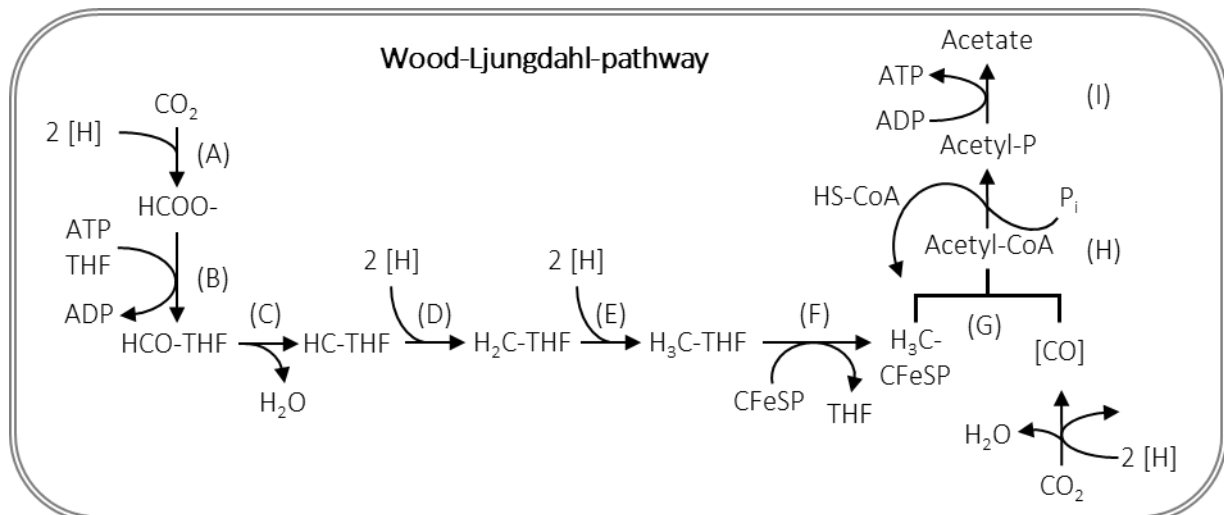 Wood-Ljungdahl-pathway
CO₂
2 [H]
(A)
HCOO-
ATP
THF
(B)
ADP
HCO-THF
(C)
H₂O
HC-THF
2 [H]
(D)
H₂C-THF
2 [H]
(E)
H₃C-THF
(F)
CFeSP
THF
H₃C-
CFeSP
(G)
[CO]
H₂O
2 [H]
CO₂
Acetyl-CoA
(H)
HS-CoA
Pᵢ
Acetyl-P
ATP
ADP
(I)
Acetate